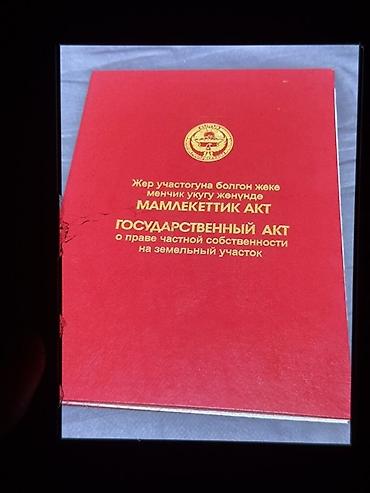 Жер участогуна болгон жеке
менчик укугу жөнүндө
МАМЛЕКЕТТИК АКТ
ГОСУДАРСТВЕННЫЙ АКТ
о праве частной собственности
на земельный участок